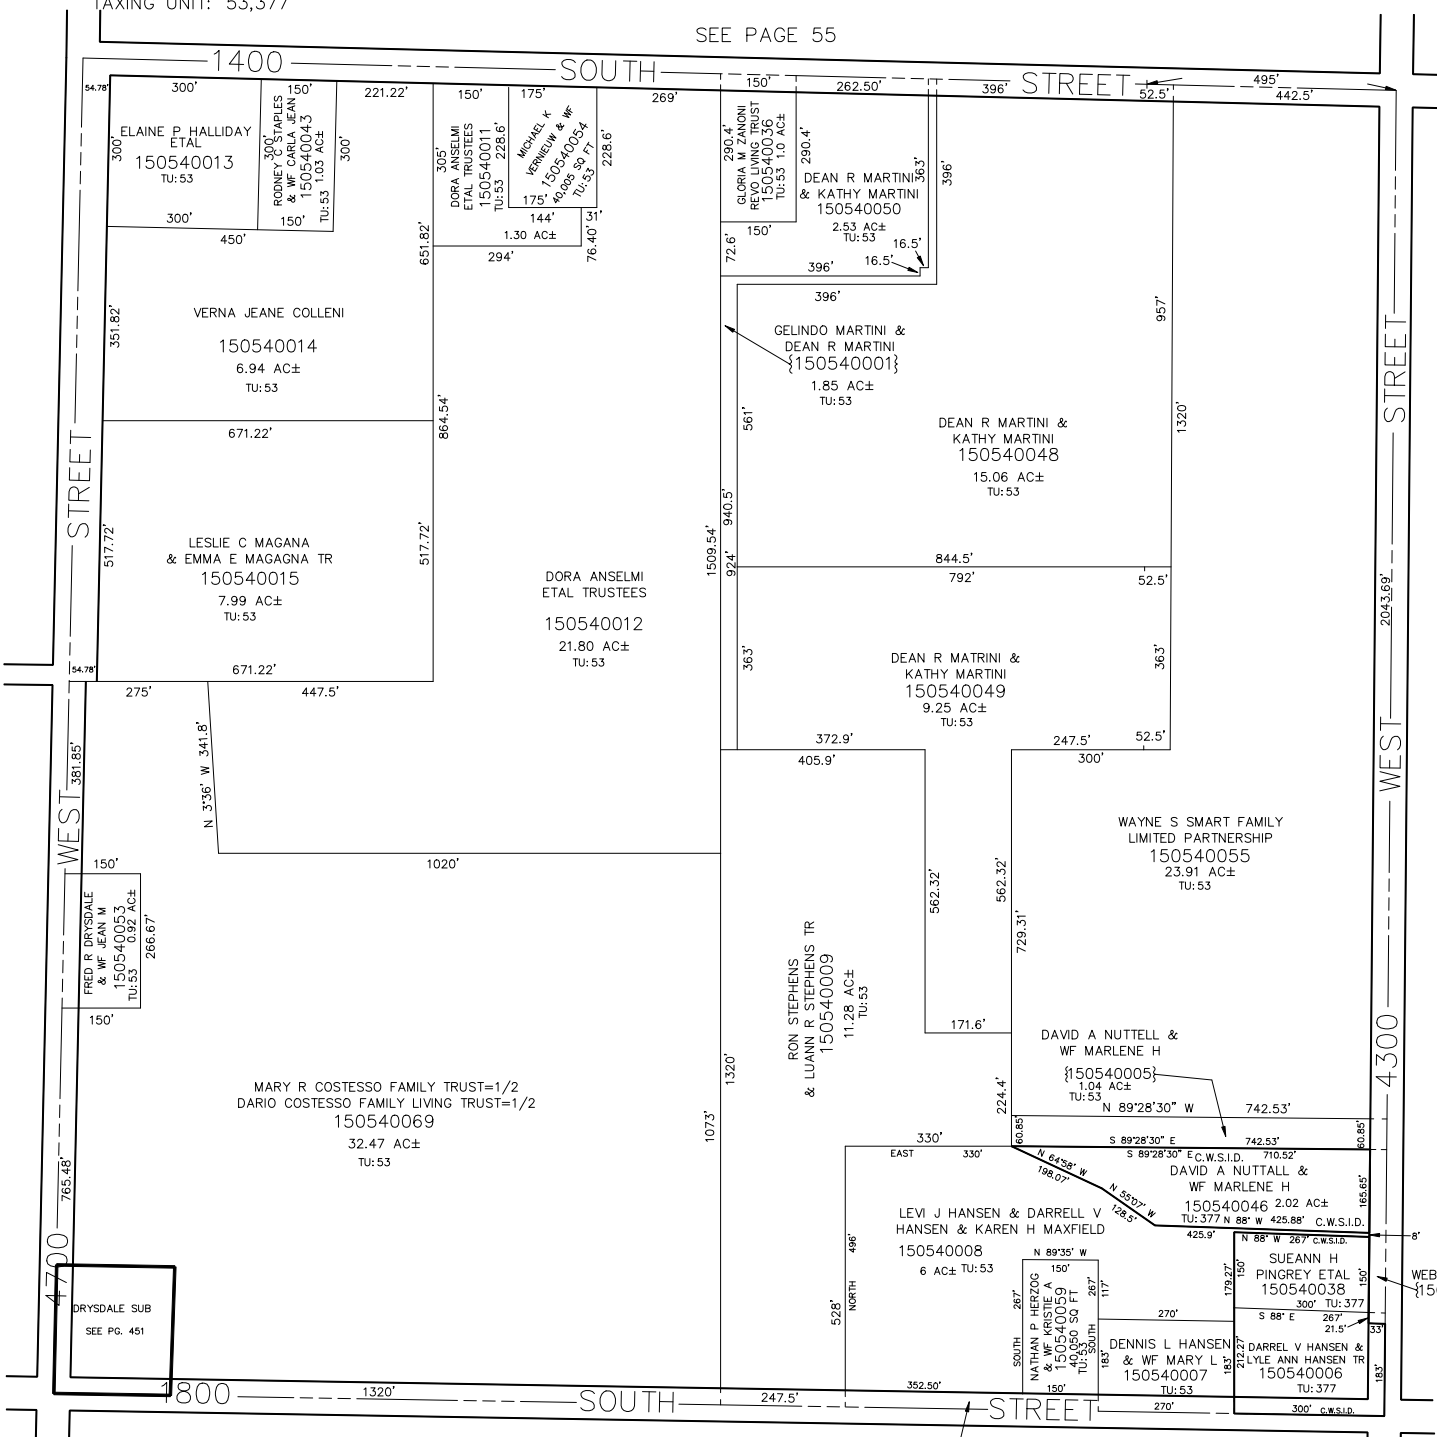 TAXING UNIT: 53,377
SEE PAGE 55
1400 SOUTH STREET
54.78'
300'
150'
221.22'
150'
175'
269'
150'
262.50'
396'
52.5'
495'
442.5'
ELAINE P HALLIDAY
ETAL
150540013
TU:53
300'
300'
300'
RODNEY C STAPLES
& WF CARLA JEAN
150540043
TU:53 1.03 AC±
300'
150'
450'
DORA ANSELMI
ETAL TRUSTEES
150540011
TU:53
305'
228.6'
MICHAEL K
VERNIEUW & WF
150540054
40,005 SQ FT
TU:53
228.6'
175'
144'
31'
1.30 AC±
294'
76.40'
GLORIA M ZANONI
REVO LIVING TRUST
150540036
TU:53 1.0 AC±
290.4'
290.4'
150'
72.6'
DEAN R MARTINI
& KATHY MARTINI
150540050
2.53 AC±
TU:53
363'
396'
16.5'
16.5'
396'
396'
VERNA JEANE COLLENI
150540014
6.94 AC±
TU:53
351.82'
651.82'
671.22'
864.54'
GELINDO MARTINI &
DEAN R MARTINI
{150540001}
1.85 AC±
TU:53
561'
940.5'
1509.54'
924'
957'
1320'
DEAN R MARTINI &
KATHY MARTINI
150540048
15.06 AC±
TU:53
844.5'
792'
52.5'
LESLIE C MAGANA
& EMMA E MAGAGNA TR
150540015
7.99 AC±
TU:53
517.72'
517.72'
671.22'
54.78'
275'
447.5'
DORA ANSELMI
ETAL TRUSTEES
150540012
21.80 AC±
TU:53
DEAN R MATRINI &
KATHY MARTINI
150540049
9.25 AC±
TU:53
363'
363'
372.9'
405.9'
247.5'
52.5'
300'
2043.69'
4300 WEST STREET
4700 WEST STREET
381.85'
N 3°36' W 341.8'
1020'
WAYNE S SMART FAMILY
LIMITED PARTNERSHIP
150540055
23.91 AC±
TU:53
150'
FRED R DRYSDALE
& WF JEAN M
150540053
TU:53 0.92 AC±
266.67'
150'
562.32'
562.32'
729.31'
RON STEPHENS
& LUANN R STEPHENS TR
150540009
11.28 AC±
TU:53
171.6'
224.4'
DAVID A NUTTELL &
WF MARLENE H
{150540005}
1.04 AC±
TU:53
N 89°28'30" W 742.53'
60.85'
60.85'
S 89°28'30" E 742.53'
S 89°28'30" E C.W.S.I.D. 710.52'
MARY R COSTESSO FAMILY TRUST=1/2
DARIO COSTESSO FAMILY LIVING TRUST=1/2
150540069
32.47 AC±
TU:53
1320'
1073'
765.48'
330'
EAST 330'
N 64°58' W
198.07'
N 55°07' W
128.5'
DAVID A NUTTALL &
WF MARLENE H
150540046 2.02 AC±
TU:377 N 88° W 425.88' C.W.S.I.D.
165.65'
425.9'
N 88° W 267' C.W.S.I.D.
8'
LEVI J HANSEN & DARRELL V
HANSEN & KAREN H MAXFIELD
150540008
6 AC± TU:53
528'
NORTH 496'
N 89°35' W
150'
SOUTH 267'
NATHAN P HERZOG
& WF KRISTIE A
150540059
40,050 SQ FT
TU:53
SOUTH 267'
117'
150'
270'
183'
DENNIS L HANSEN
& WF MARY L
150540007
TU:53
183'
179.27'
212.27'
SUEANN H
PINGREY ETAL
150540038
300' TU:377
150'
150'
S 88° E 267'
21.5'
33'
DARREL V HANSEN &
LYLE ANN HANSEN TR
150540006
TU:377
183'
WEB
{15
DRYSDALE SUB
SEE PG. 451
1800 SOUTH STREET
1320'
247.5'
352.50'
270'
300' C.W.S.I.D.